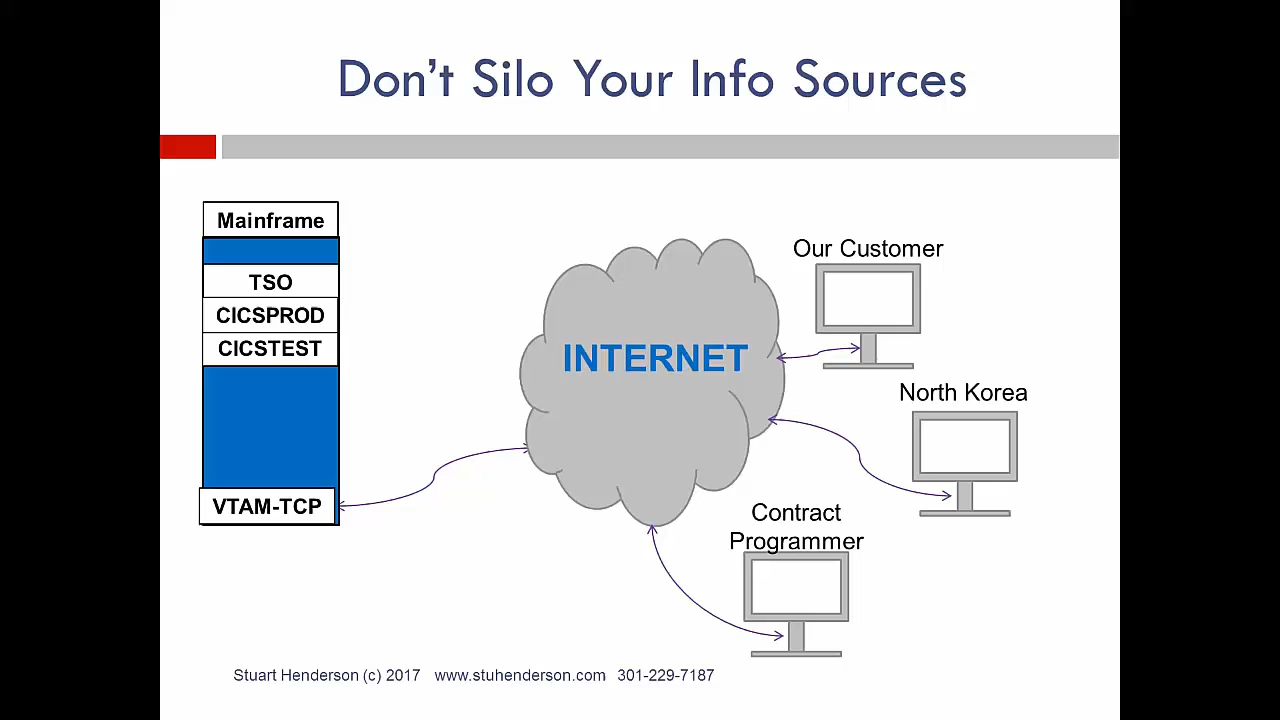 Don't Silo Your Info Sources
Mainframe
TSO
CICSPROD
CICSTEST
VTAM-TCP
INTERNET
Our Customer
North Korea
Contract
Programmer
Stuart Henderson (c) 2017 www.stuhenderson.com 301-229-7187